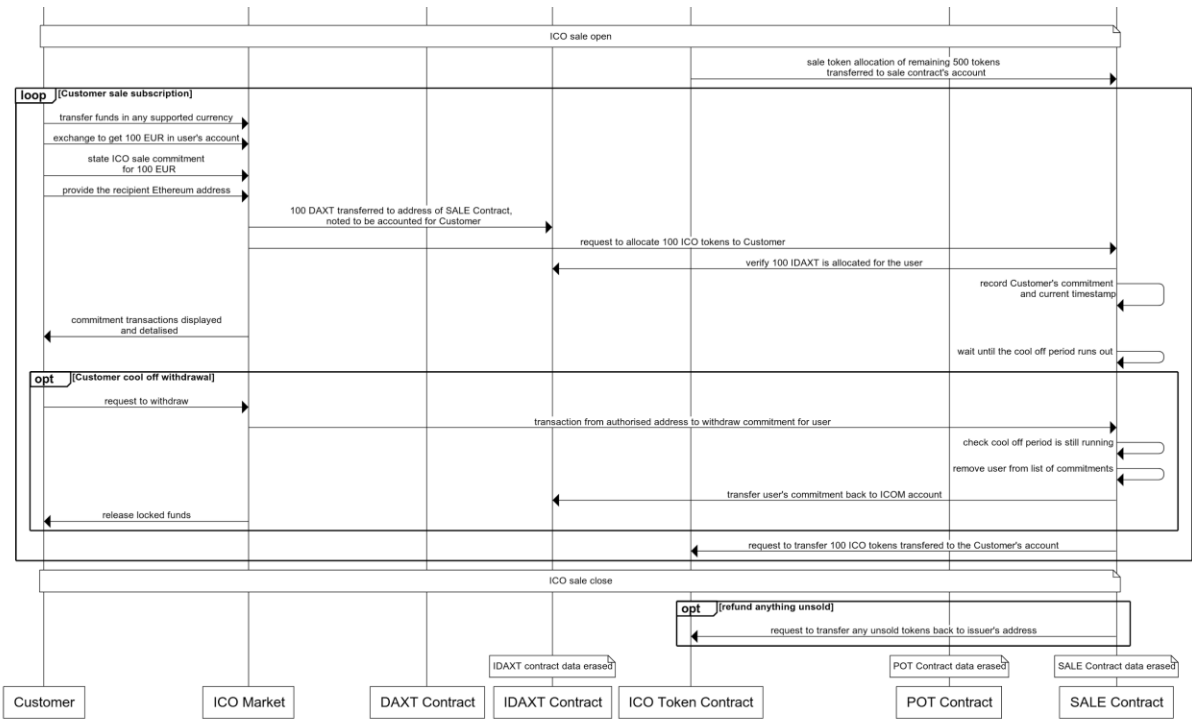 ICO sale open
sale token allocation of remaining 500 tokens
transferred to sale contract's account
loop [Customer sale subscription]
transfer funds in any supported currency
exchange to get 100 EUR in user's account
state ICO sale commitment
for 100 EUR
provide the recipient Ethereum address
100 DAXT transferred to address of SALE Contract,
noted to be accounted for Customer
request to allocate 100 ICO tokens to Customer
verify 100 IDAXT is allocated for the user
record Customer's commitment
and current timestamp
commitment transactions displayed
and detalised
wait until the cool off period runs out
opt [Customer cool off withdrawal]
request to withdraw
transaction from authorised address to withdraw commitment for user
check cool off period is still running
remove user from list of commitments
transfer user's commitment back to ICOM account
release locked funds
request to transfer 100 ICO tokens transfered to the Customer's account
ICO sale close
opt [refund anything unsold]
request to transfer any unsold tokens back to issuer's address
IDAXT contract data erased POT Contract data erased SALE Contract data erased
Customer ICO Market DAXT Contract IDAXT Contract ICO Token Contract POT Contract SALE Contract